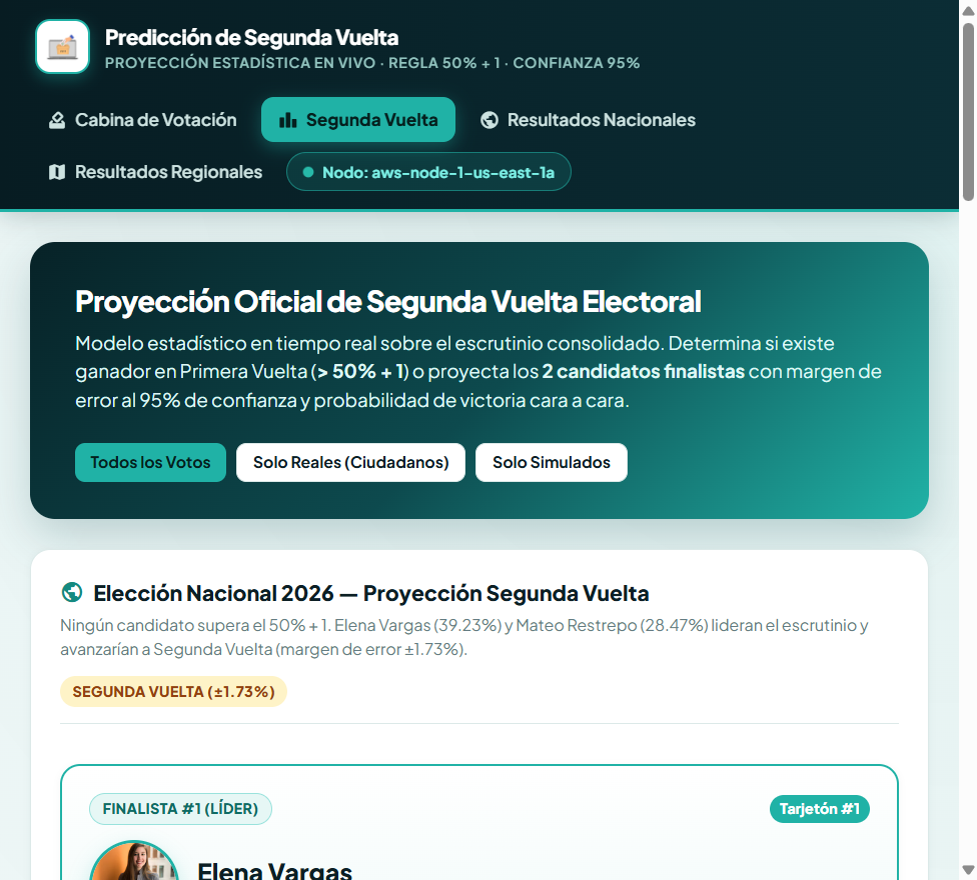 Predicción de Segunda Vuelta
PROYECCIÓN ESTADÍSTICA EN VIVO · REGLA 50% + 1 · CONFIANZA 95%
Cabina de Votación
Segunda Vuelta
Resultados Nacionales
Resultados Regionales
Nodo: aws-node-1-us-east-1a
Proyección Oficial de Segunda Vuelta Electoral
Modelo estadístico en tiempo real sobre el escrutinio consolidado. Determina si existe
ganador en Primera Vuelta (> 50% + 1) o proyecta los 2 candidatos finalistas con margen de
error al 95% de confianza y probabilidad de victoria cara a cara.
Todos los Votos
Solo Reales (Ciudadanos)
Solo Simulados
Elección Nacional 2026 — Proyección Segunda Vuelta
Ningún candidato supera el 50% + 1. Elena Vargas (39.23%) y Mateo Restrepo (28.47%) lideran el escrutinio y
avanzarían a Segunda Vuelta (margen de error ±1.73%).
SEGUNDA VUELTA (±1.73%)
FINALISTA #1 (LÍDER)
Tarjetón #1
Elena Vargas